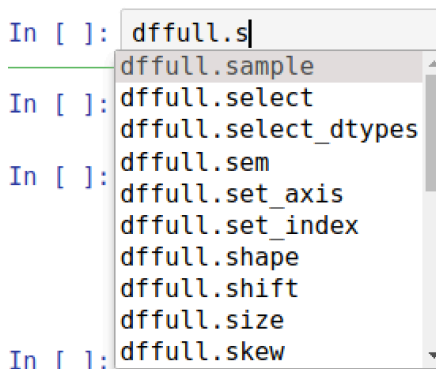 In [ ]: dffull.s
dffull.sample
dffull.select
In [ ]: dffull.select_dtypes
dffull.sem
In [ ]: dffull.set_axis
dffull.set_index
dffull.shape
dffull.shift
dffull.size
In [ ]: dffull.skew